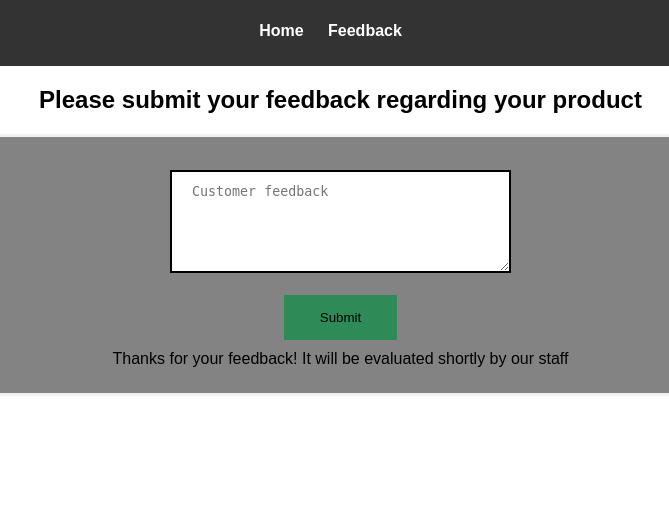 Home Feedback
Please submit your feedback regarding your product
Customer feedback
Submit
Thanks for your feedback! It will be evaluated shortly by our staff